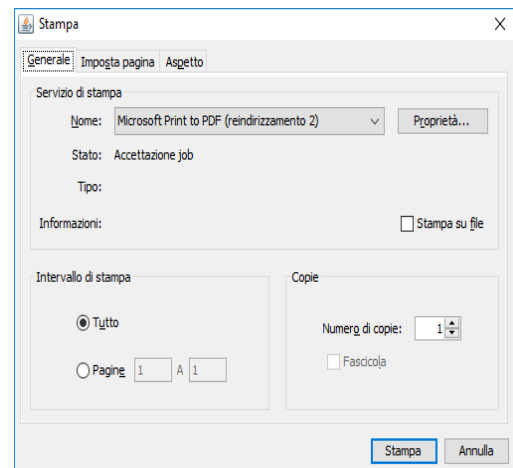 Stampa
Generale Imposta pagina Aspetto
Servizio di stampa
Nome: Microsoft Print to PDF (reindirizzamento 2) Proprietà...
Stato: Accettazione job
Tipo:
Informazioni: Stampa su file
Intervallo di stampa Copie
Tutto Numero di copie: 1
Pagine 1 A 1 Fascicola
Stampa Annulla